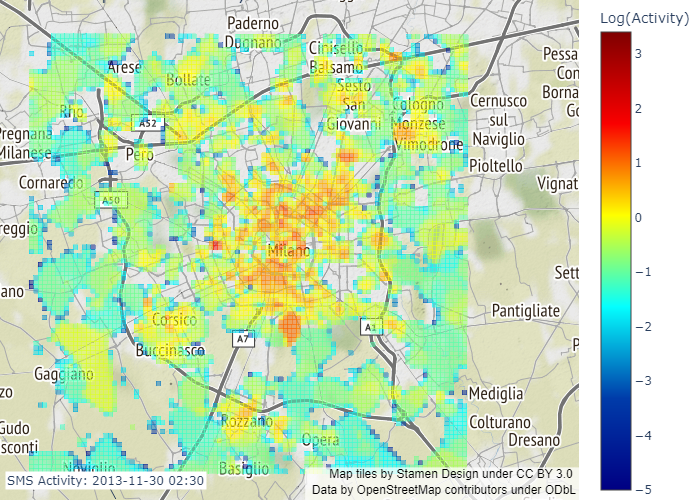 Log(Activity)
3
2
1
0
−1
−2
−3
−4
−5
Paderno
Dugnano
Cinisello
Balsamo
Arese
Bollate
Sesto
San
Giovanni
Cologno
Monzese
Cernusco
sul
Naviglio
Pessa
Con
Borna
Go
Rho
A52
Pregnana
Milanese
Pero
Vimodrone
Pioltello
Cornaredo
A50
Vignat
reggio
Milano
Sett
ano
Corsico
Pantigliate
A7
A1
Buccinasco
P
Gaggiano
zo
Mediglia
Rozzano
Colturano
Gudo
Dresano
sconti
Opera
Noviglio
Basiglio
SMS Activity: 2013-11-30 02:30
Map tiles by Stamen Design under CC BY 3.0
Data by OpenStreetMap contributors under ODbL